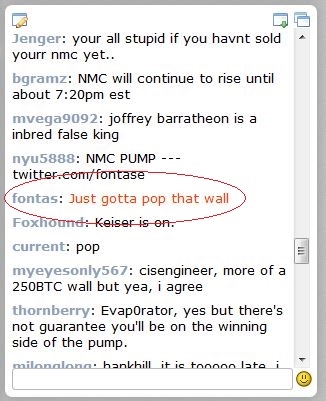 Jenger: your all stupid if you havnt sold
yourr nmc yet..
bgramz: NMC will continue to rise until
about 7:20pm est
mvega9092: joffrey barratheon is a
inbred false king
nyu5888: NMC PUMP ---
twitter.com/fontase
fontas: Just gotta pop that wall
Foxhound: Keiser is on.
current: pop
myeyesonly567: cisengineer, more of a
250BTC wall but yea, i agree
thornberry: Evap0rator, yes but there's
not guarantee you'll be on the winning
side of the pump.
milonglong: hankhill, it is tooooo late, i